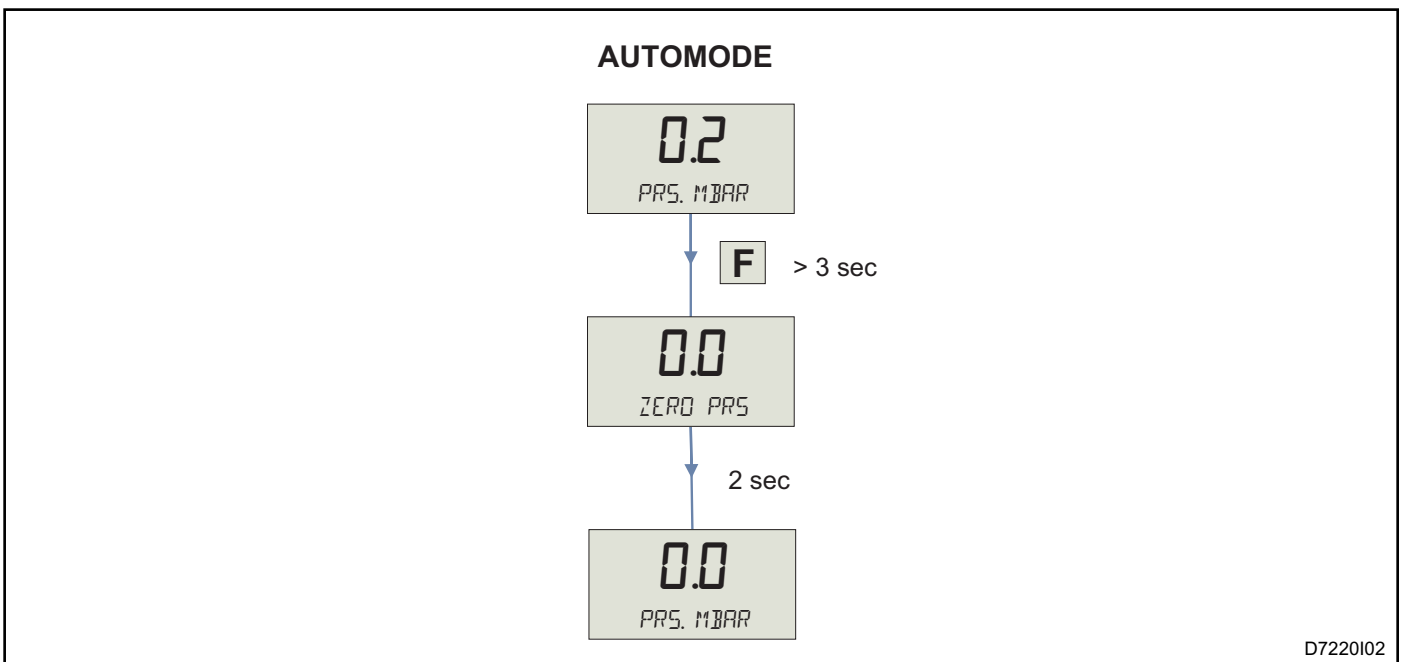 AUTOMODE
0.2
PRS. MBAR
F > 3 sec
0.0
ZERO PRS
2 sec
0.0
PRS. MBAR
D7220I02